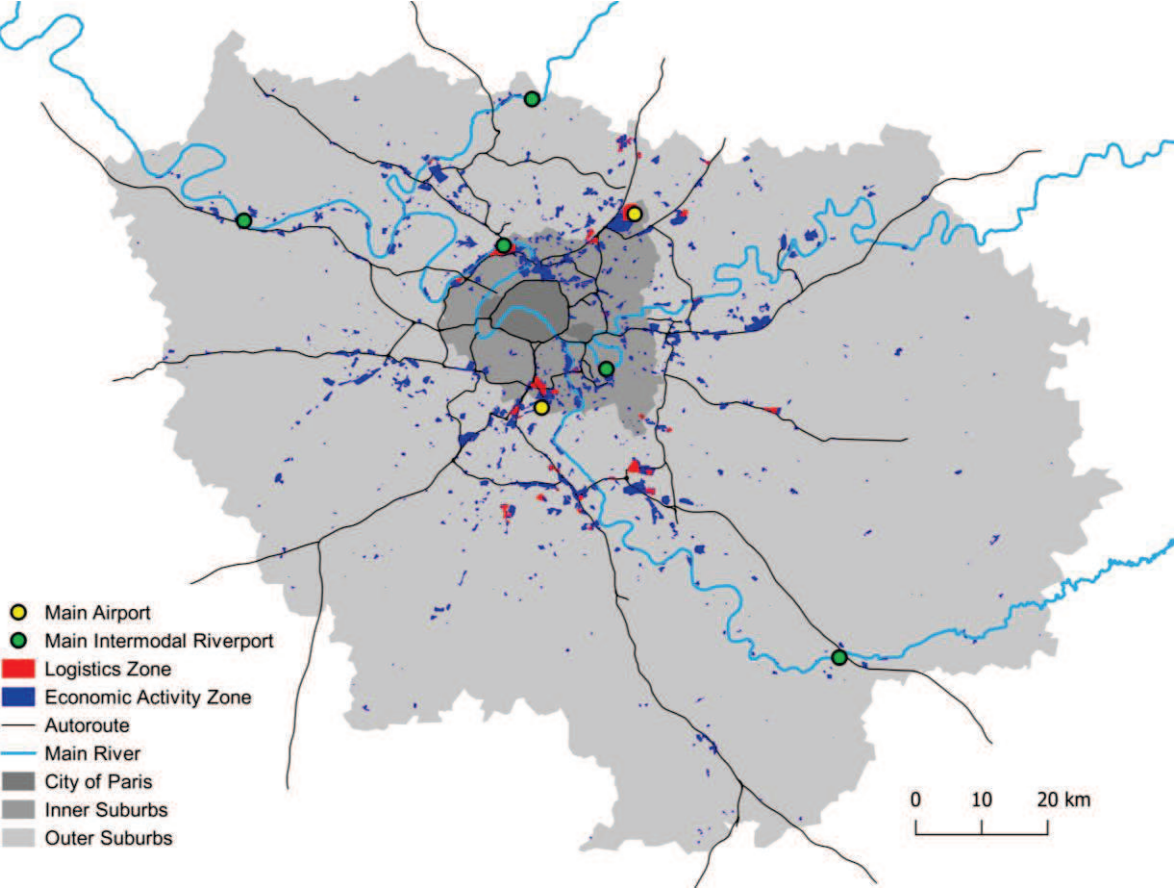 Main Airport
Main Intermodal Riverport
Logistics Zone
Economic Activity Zone
Autoroute
Main River
City of Paris
Inner Suburbs
Outer Suburbs
0 10 20 km